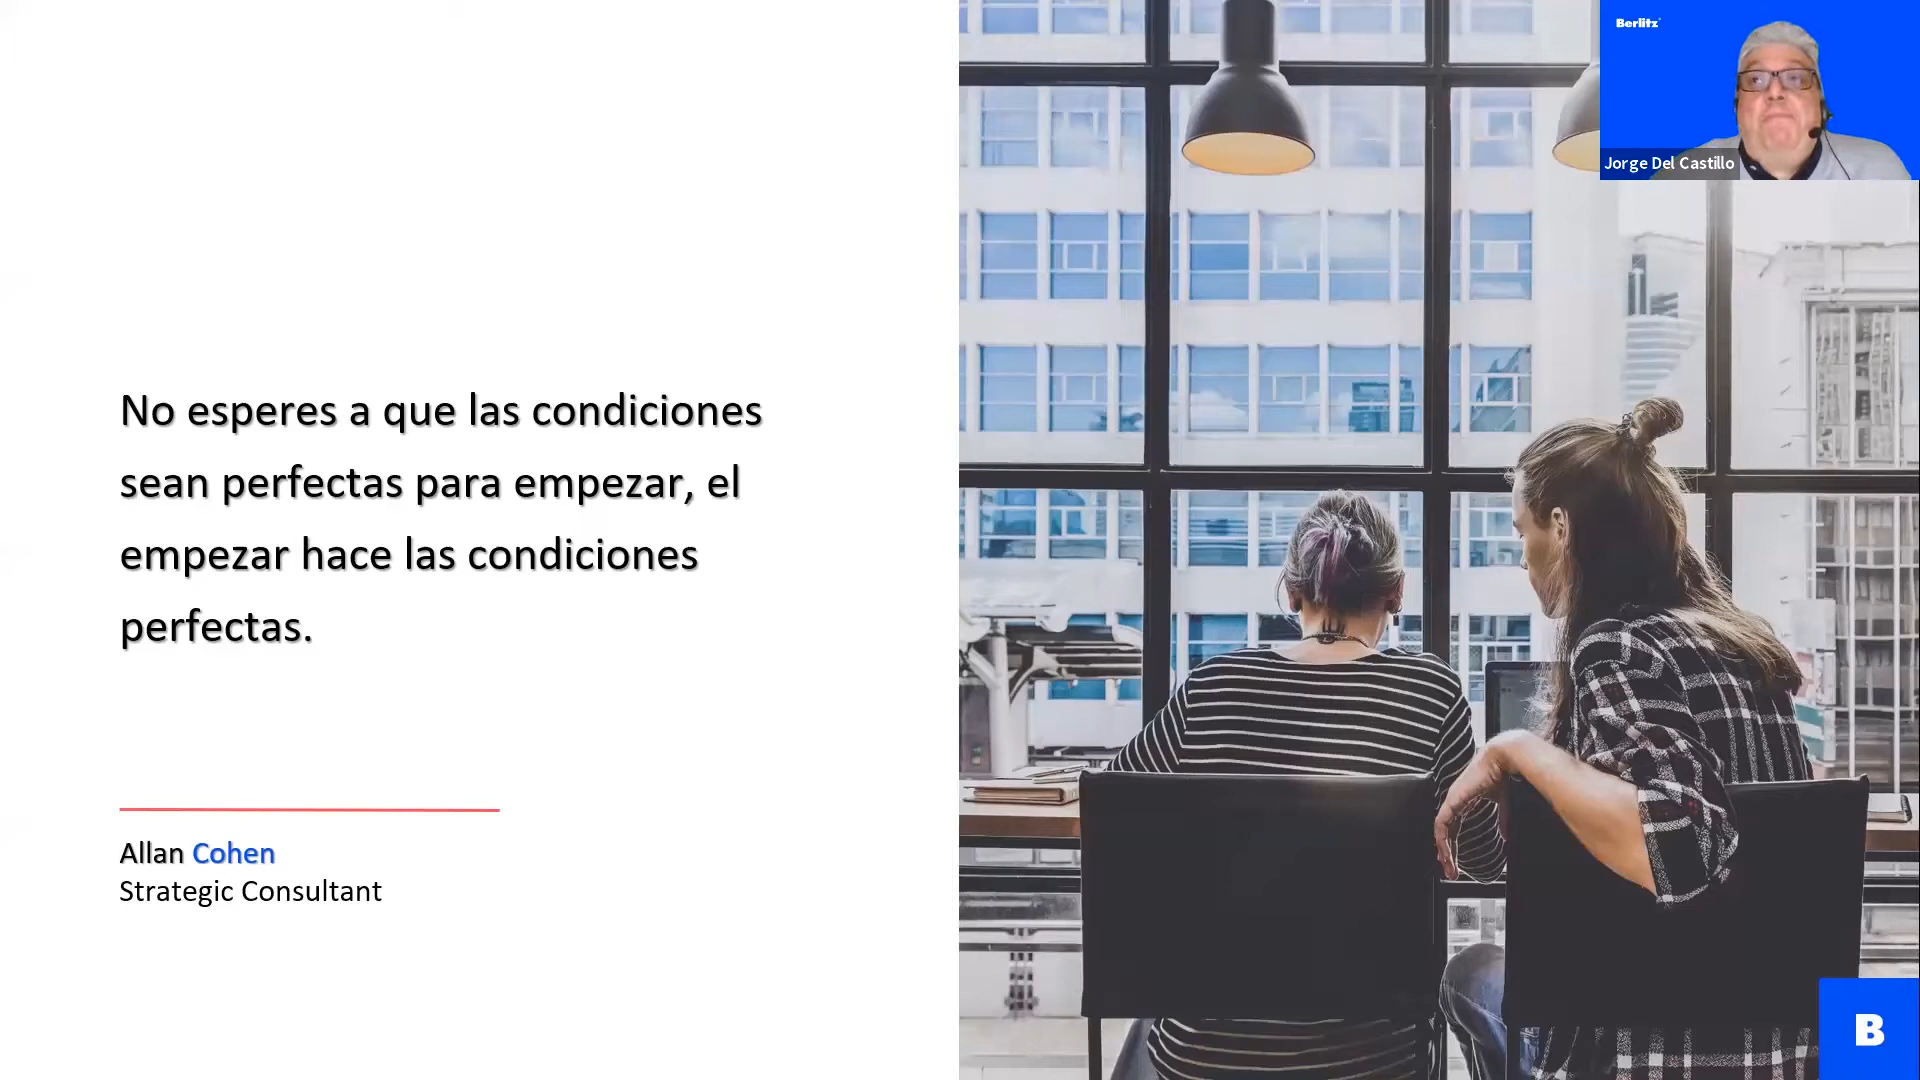 Berlitz
Jorge Del Castillo
No esperes a que las condiciones
sean perfectas para empezar, el
empezar hace las condiciones
perfectas.
Allan Cohen
Strategic Consultant
B